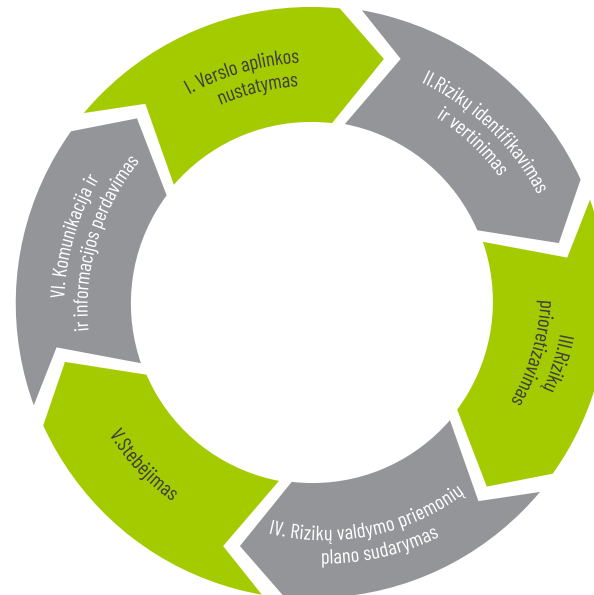 I. Verslo aplinkos
nustatymas
II.Rizikų identifikavimas
ir vertinimas
III.Rizikų
prioretizavimas
IV. Rizikų valdymo priemonių
plano sudarymas
V.Stebėjimas
VI. Komunikacija ir
ir informacijos perdavimas